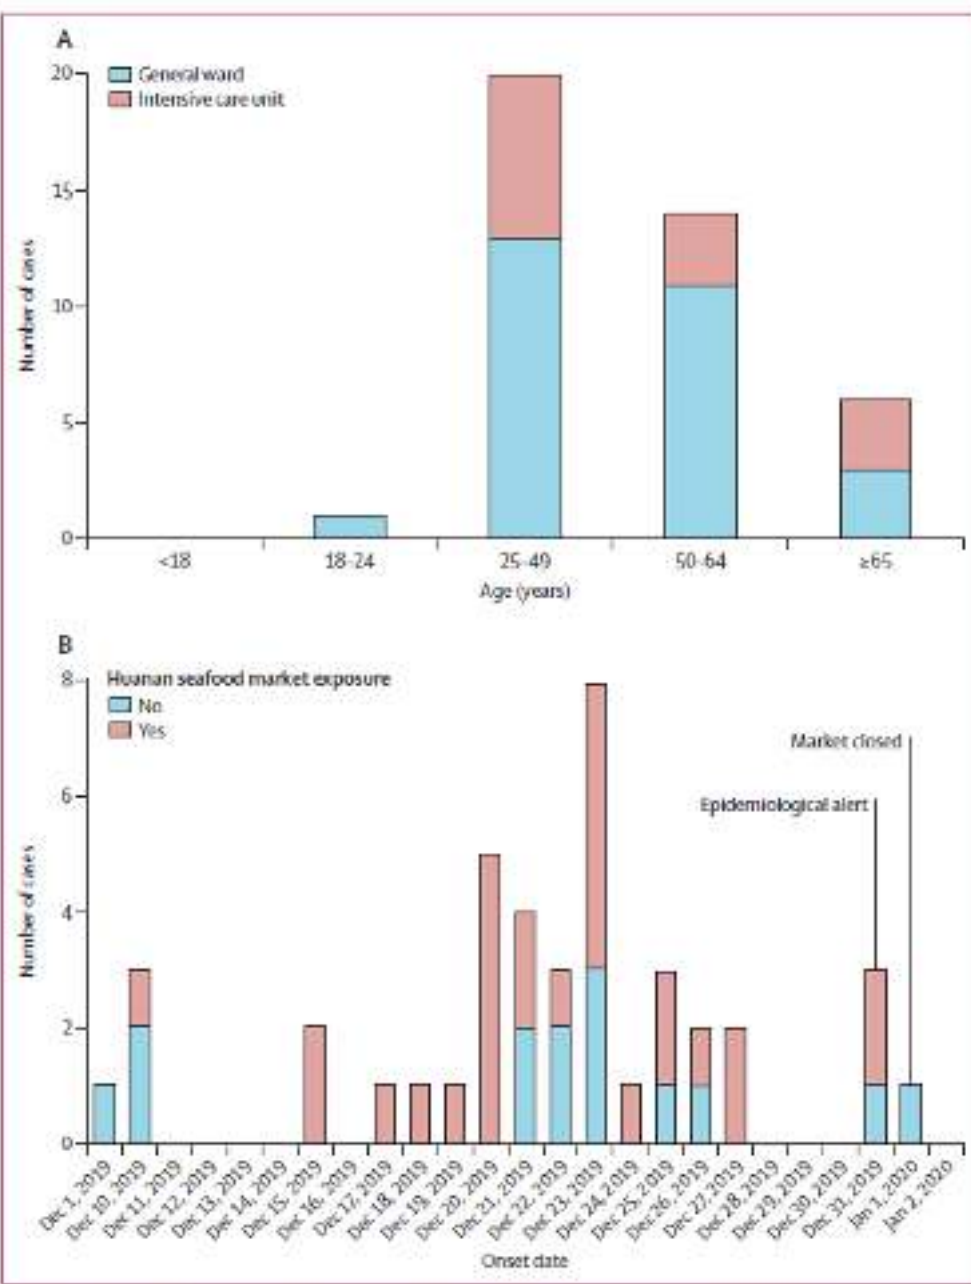 A
20
General ward
Intensive care unit
15
10
5
0
Number of cases
<18
18-24
25-49
50-64
≥65
Age (years)
B
8
Huanan seafood market exposure
No
Yes
Market closed
Epidemiological alert
6
4
2
0
Number of cases
Dec 1, 2019
Dec 10, 2019
Dec 11, 2019
Dec 12, 2019
Dec 13, 2019
Dec 14, 2019
Dec 15, 2019
Dec 16, 2019
Dec 17, 2019
Dec 18, 2019
Dec 19, 2019
Dec 20, 2019
Dec 21, 2019
Dec 22, 2019
Dec 23, 2019
Dec 24, 2019
Dec 25, 2019
Dec 26, 2019
Dec 27, 2019
Dec 28, 2019
Dec 29, 2019
Dec 30, 2019
Dec 31, 2019
Jan 1, 2020
Jan 2, 2020
Onset date